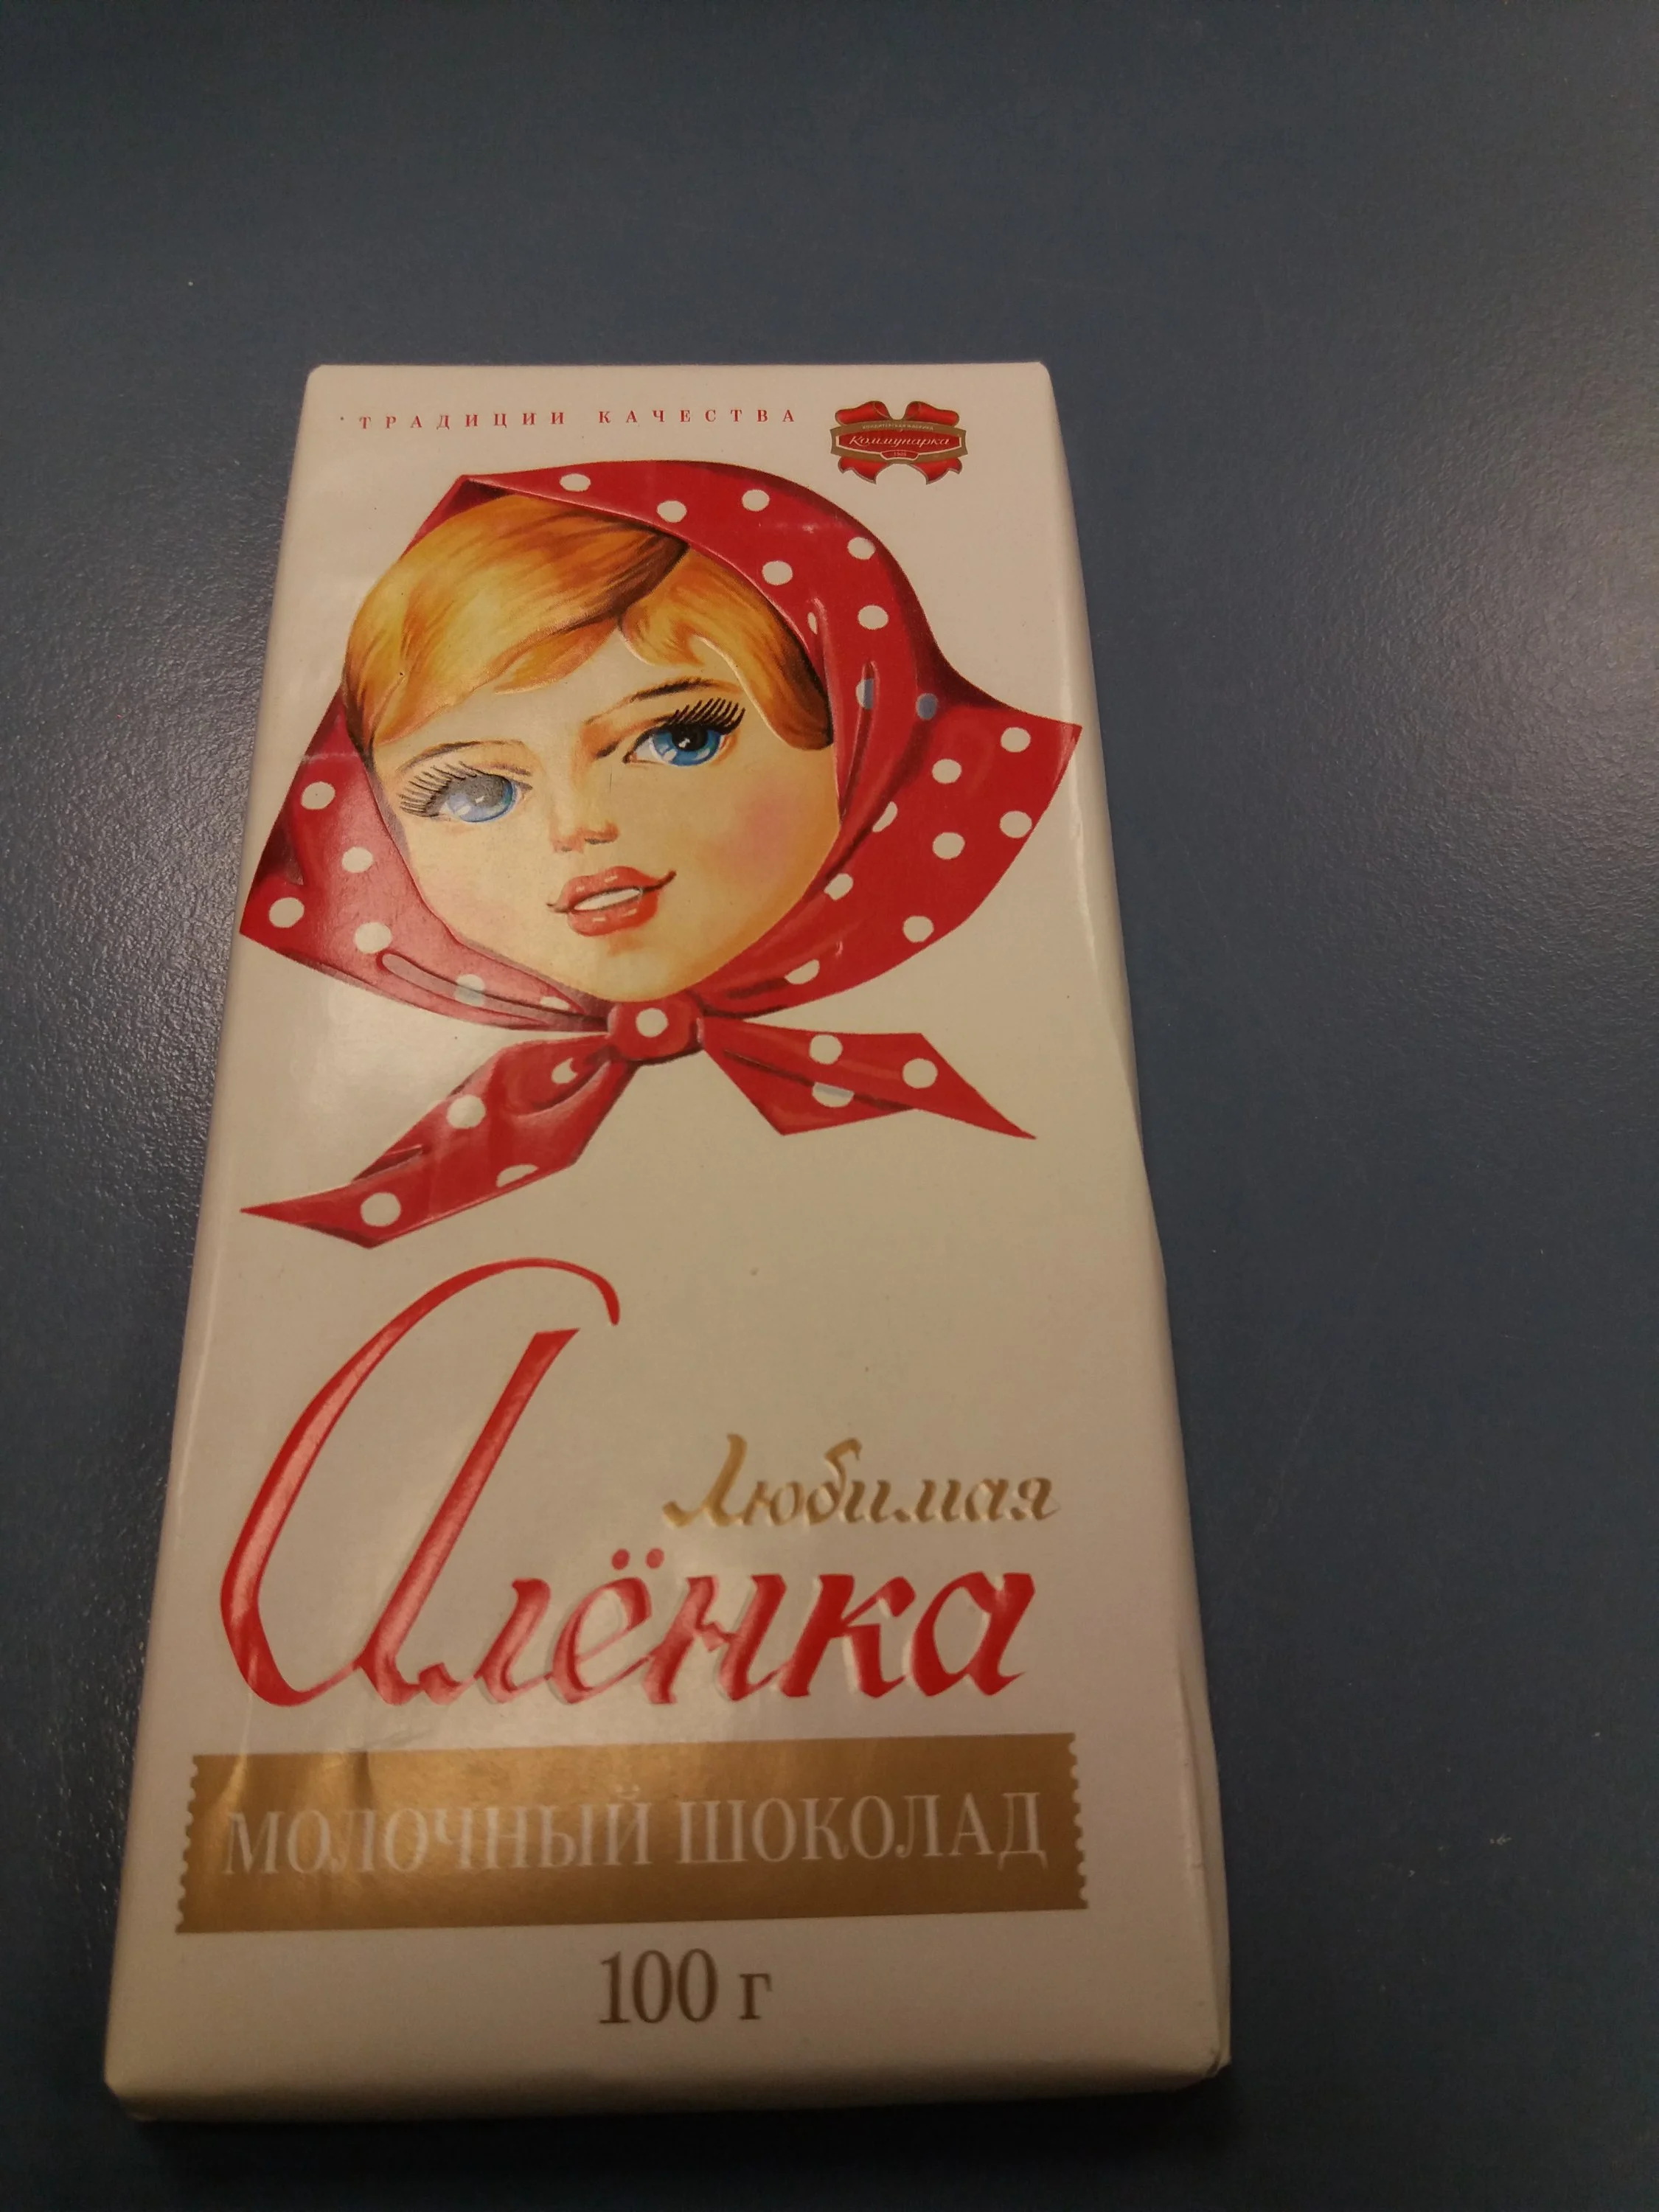 ТРАДИЦИИ КАЧЕСТВА
Коммунарка
Любимая
Алёнка
МОЛОЧНЫЙ ШОКОЛАД
100 г